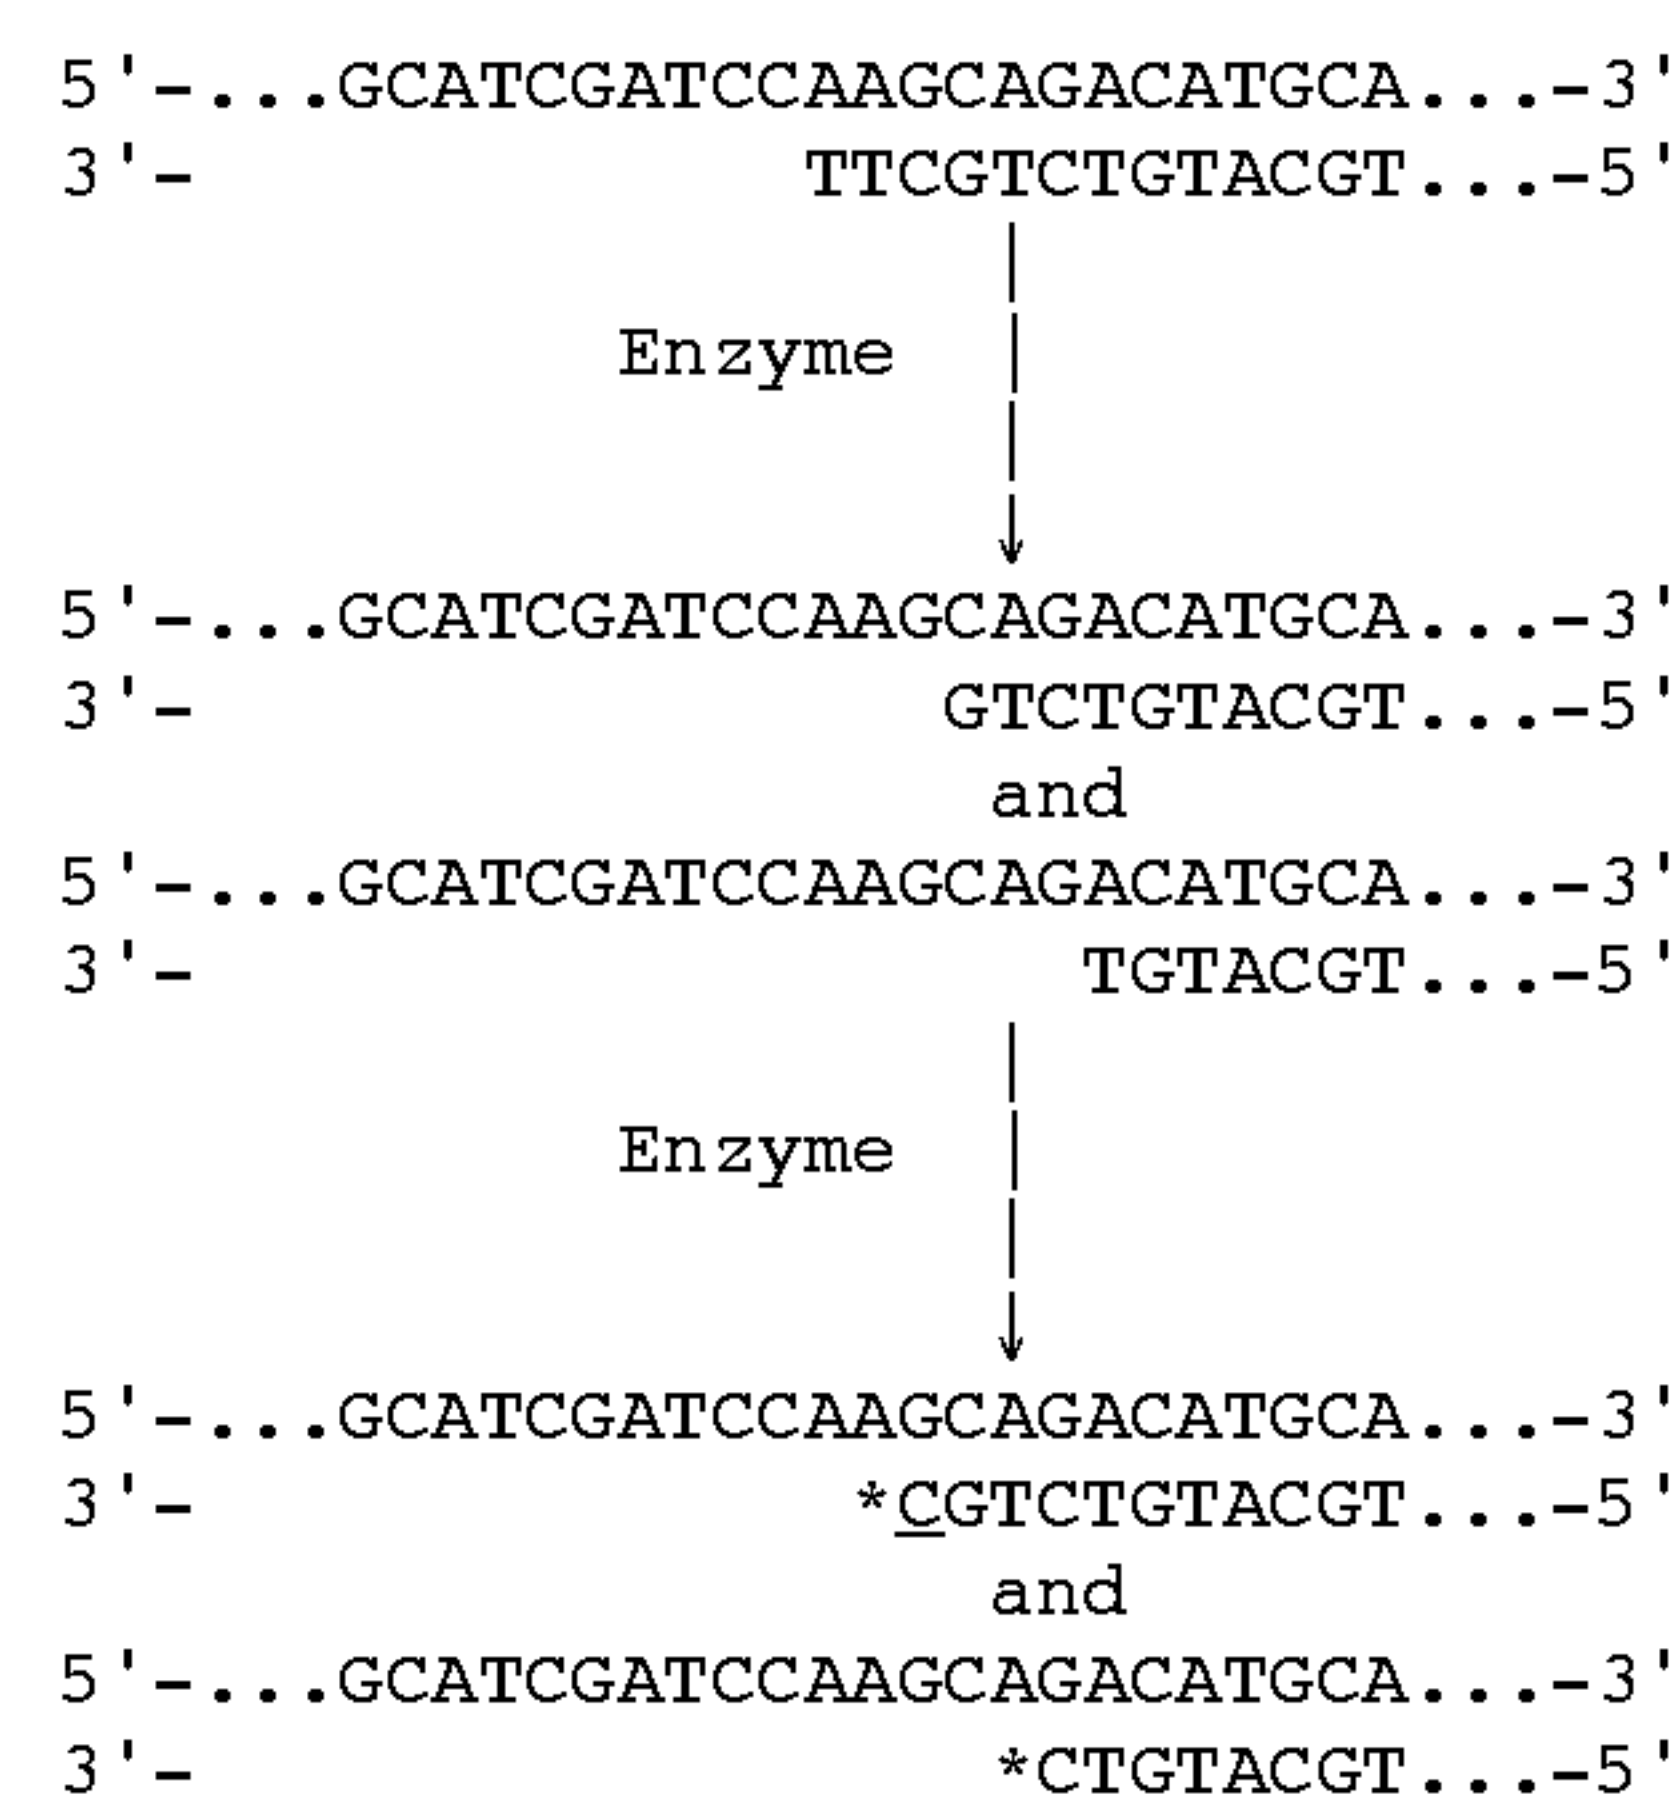 5'-...GCATCGATCCAAGCAGACATGCA...-3'
3'- TTCGTCTGTACGT...-5'
Enzyme
5'-...GCATCGATCCAAGCAGACATGCA...-3'
3'- GTCTGTACGT...-5'
and
5'-...GCATCGATCCAAGCAGACATGCA...-3'
3'- TGTACGT...-5'
Enzyme
5'-...GCATCGATCCAAGCAGACATGCA...-3'
3'- *CGTCTGTACGT...-5'
and
5'-...GCATCGATCCAAGCAGACATGCA...-3'
3'- *CTGTACGT...-5'